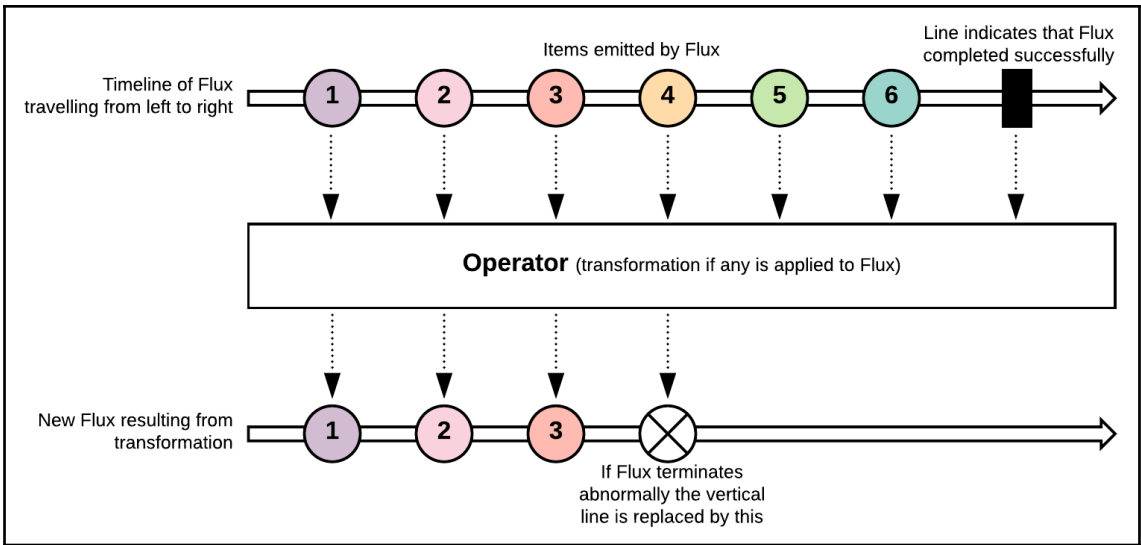 Line indicates that Flux
completed successfully
Items emitted by Flux
Timeline of Flux
travelling from left to right
1
2
3
4
5
6
Operator (transformation if any is applied to Flux)
New Flux resulting from
transformation
1
2
3
If Flux terminates
abnormally the vertical
line is replaced by this